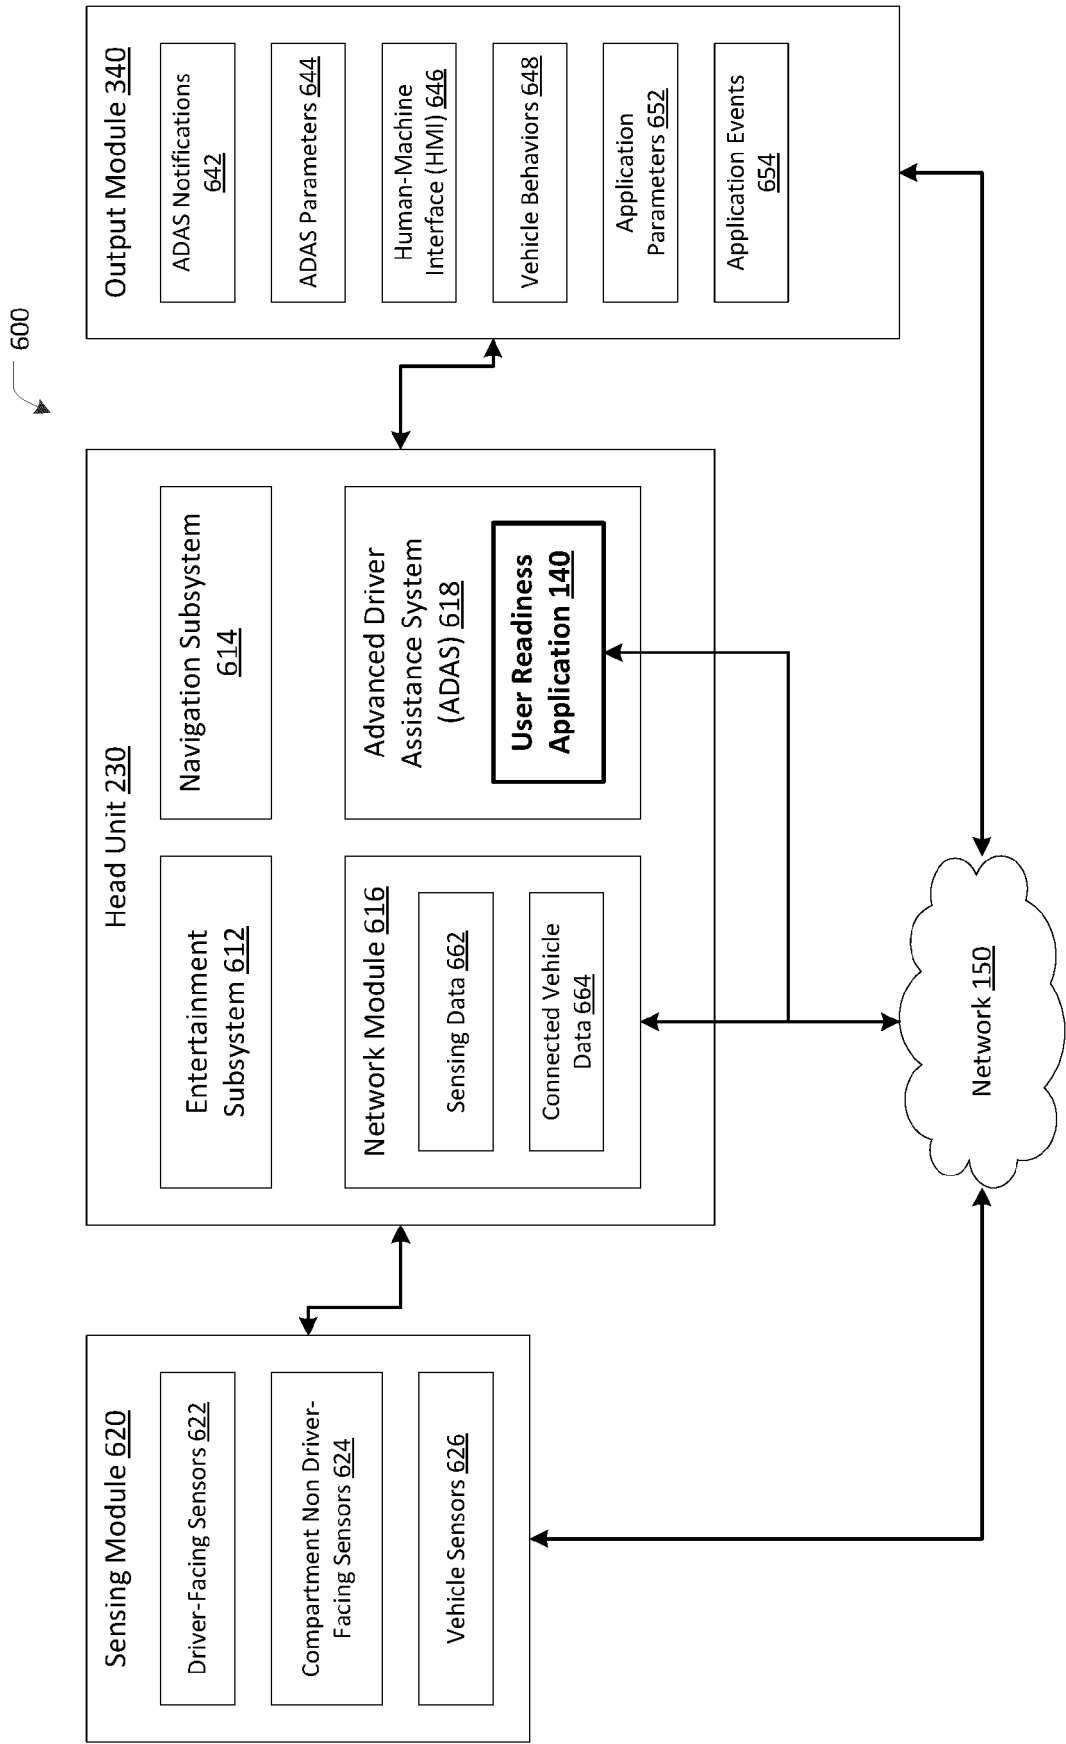 600
Sensing Module 620
Driver-Facing Sensors 622
Compartment Non Driver-
Facing Sensors 624
Vehicle Sensors 626
Head Unit 230
Entertainment
Subsystem 612
Navigation Subsystem
614
Network Module 616
Sensing Data 662
Connected Vehicle
Data 664
Advanced Driver
Assistance System
(ADAS) 618
User Readiness
Application 140
Output Module 340
ADAS Notifications
642
ADAS Parameters 644
Human-Machine
Interface (HMI) 646
Vehicle Behaviors 648
Application
Parameters 652
Application Events
654
Network 150